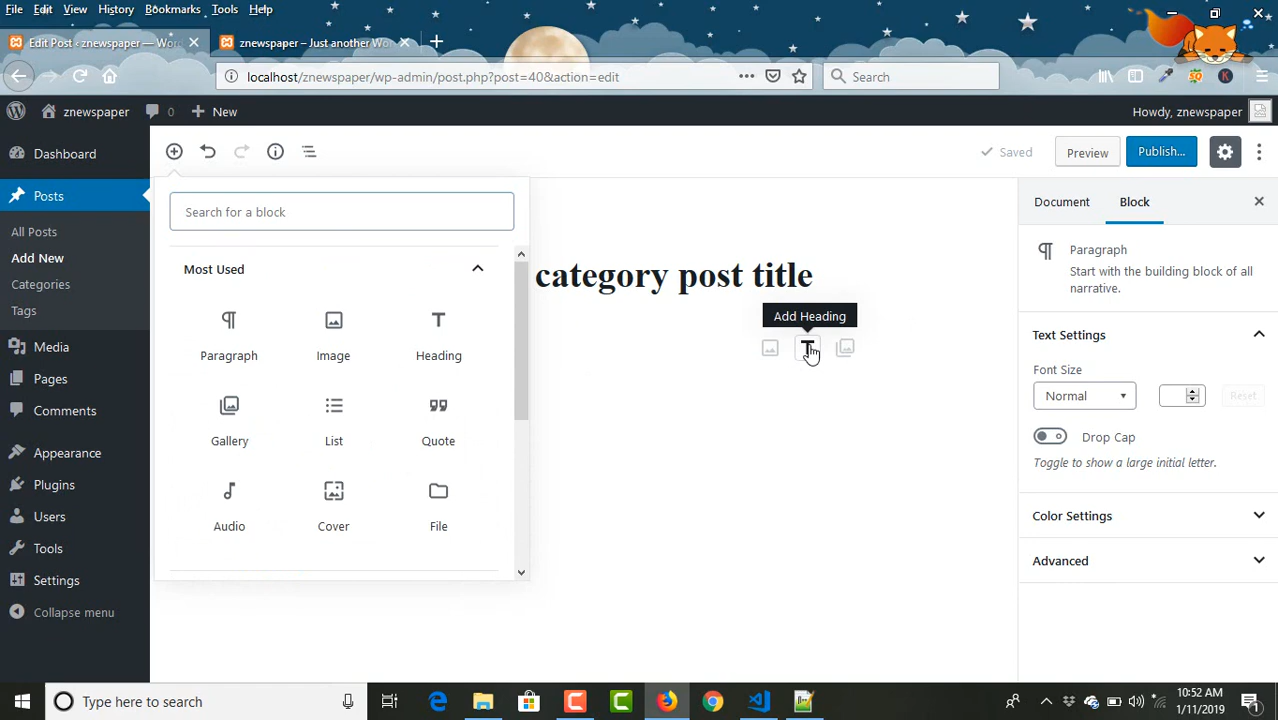 File Edit View History Bookmarks Tools Help
Edit Post ‹ znewspaper — Wor
znewspaper – Just another Wo
localhost/znewspaper/wp-admin/post.php?post=40&action=edit
Search
znewspaper 0 New
Howdy, znewspaper
Dashboard
Posts
All Posts
Add New
Categories
Tags
Media
Pages
Comments
Appearance
Plugins
Users
Tools
Settings
Collapse menu
Saved Preview Publish...
Search for a block
Most Used
Paragraph Image Heading
Gallery List Quote
Audio Cover File
category post title
Add Heading
Document Block
Paragraph
Start with the building block of all
narrative.
Text Settings
Font Size
Normal Reset
Drop Cap
Toggle to show a large initial letter.
Color Settings
Advanced
Type here to search
10:52 AM
1/11/2019